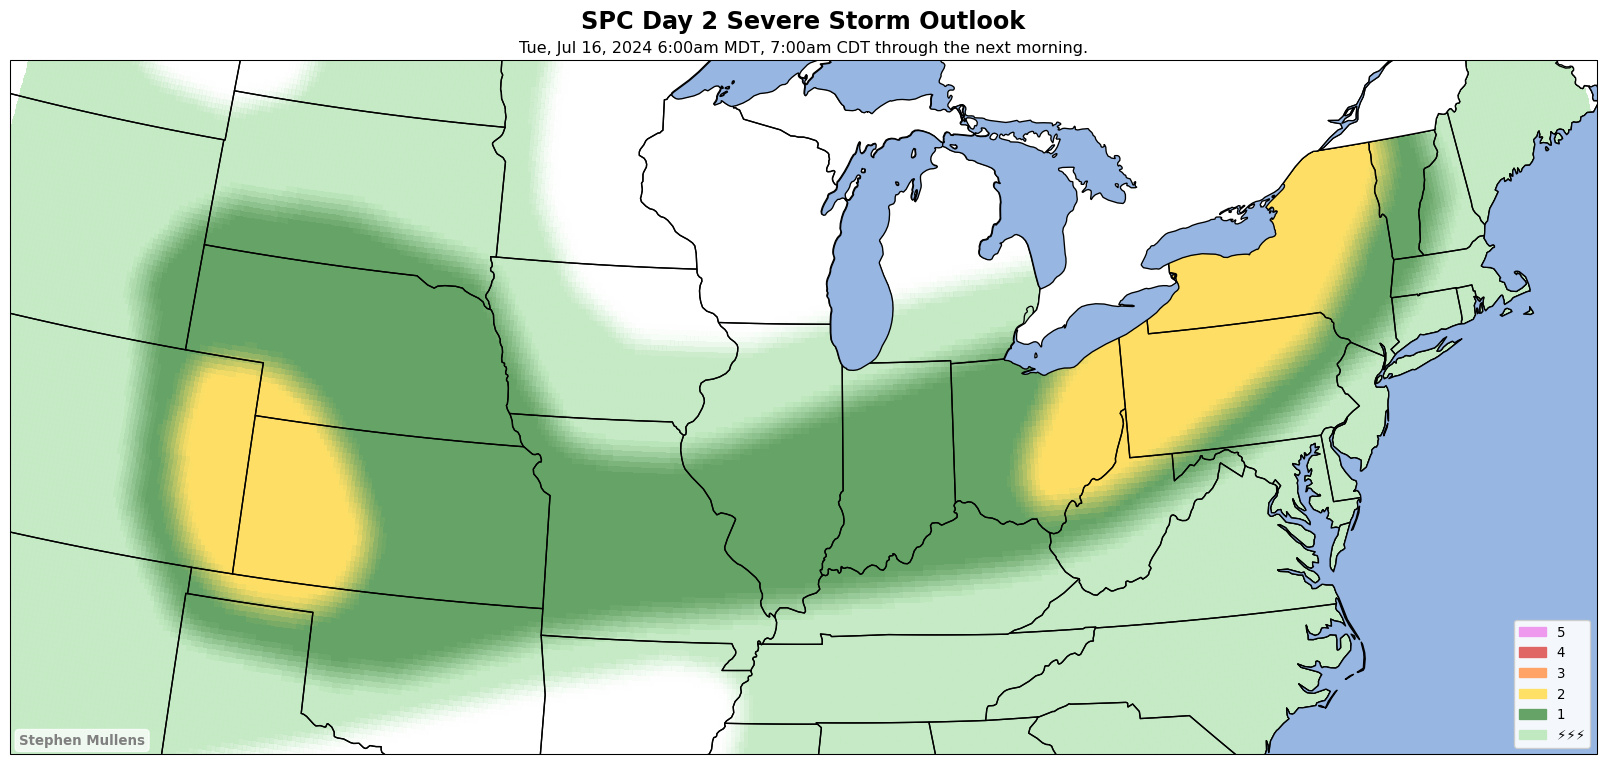 SPC Day 2 Severe Storm Outlook
Tue, Jul 16, 2024 6:00am MDT, 7:00am CDT through the next morning.
5
4
3
2
1
⚡⚡⚡
Stephen Mullens